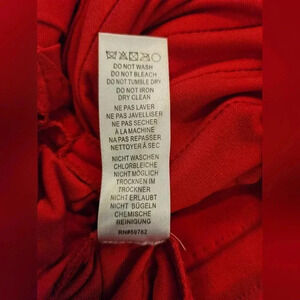 DO NOT WASH
DO NOT BLEACH
DO NOT TUMBLE DRY
DO NOT IRON
DRY CLEAN
NE PAS LAVER
NE PAS JAVELLISER
NE PAS SECHER
À LA MACHINE
NA PAS REPASSER
NETTOYER À SEC
NICHT WASCHEN
CHLORBLEICHE
NICHT MÖGLICH
TROCKNEN IM
TROCKNER
NICHT ERLAUBT
NICHT BÜGELN
CHEMISCHE
REINIGUNG
RN#59762